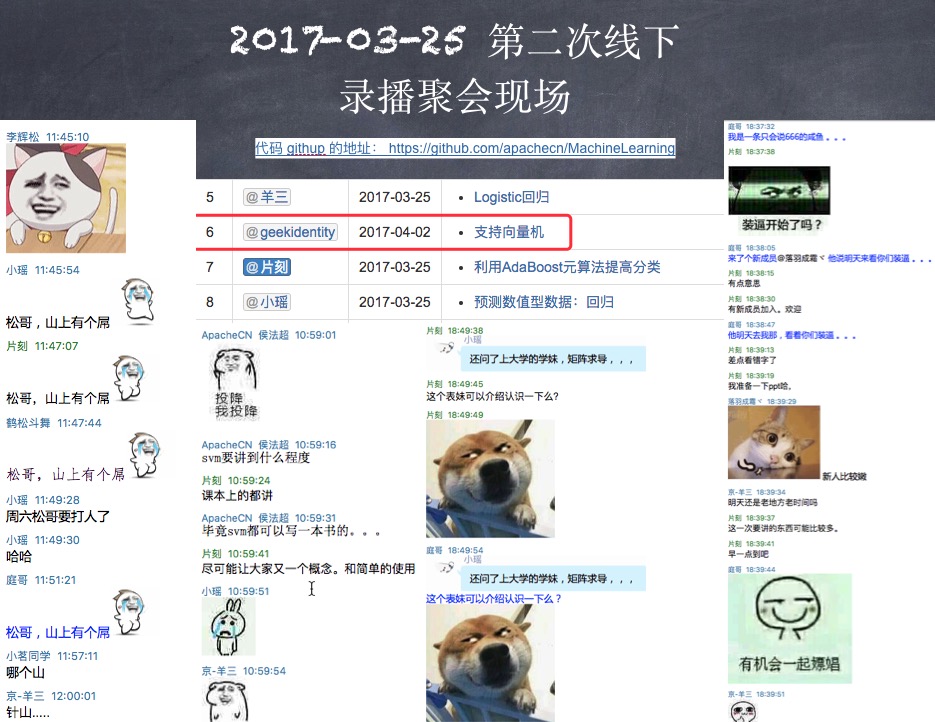 2017-03-25 第二次线下
录播聚会现场
代码 githup 的地址： https://github.com/apachecn/MachineLearning
5 @羊三 2017-03-25 • Logistic回归
6 @geekidentity 2017-04-02 • 支持向量机
7 @片刻 2017-03-25 • 利用AdaBoost元算法提高分类
8 @小瑶 2017-03-25 • 预测数值型数据：回归
李辉松 11:45:10
小瑶 11:45:54
松哥，山上有个屌
片刻 11:47:07
松哥，山上有个屌
鹤松斗舞 11:47:44
松哥，山上有个屌
小瑶 11:49:28
周六松哥要打人了
小瑶 11:49:30
哈哈
庭哥 11:51:21
松哥，山上有个屌
小茗同学 11:57:11
哪个山
京-羊三 12:00:01
针山.....
ApacheCN 侯法超 10:59:01
投降
我投降
ApacheCN 侯法超 10:59:16
svm要讲到什么程度
片刻 10:59:24
课本上的都讲
ApacheCN 侯法超 10:59:31
毕竟svm都可以写一本书的。。。
片刻 10:59:41
尽可能让大家又一个概念。和简单的使用
小瑶 10:59:51
京-羊三 10:59:54
片刻 18:49:38
小瑶
还问了上大学的学妹，矩阵求导，，，
片刻 18:49:45
这个表妹可以介绍认识一下么?
片刻 18:49:49
庭哥 18:49:54
小瑶
还问了上大学的学妹，矩阵求导，，，
这个表妹可以介绍认识一下么？
庭哥 18:37:32
我是一条只会说666的咸鱼。。。
片刻 18:37:38
装逼开始了吗？
庭哥 18:38:05
来了个新成员@落羽成霜 他说明天来看你们装逼。。。
片刻 18:38:15
有点意思
片刻 18:38:30
有新成员加入。欢迎
庭哥 18:38:47
他明天去我那，看看你们装逼。。。
片刻 18:39:13
差点看错字了
片刻 18:39:19
我准备一下ppt哈，
落羽成霜 18:39:29
新人比较嫩
京-羊三 18:39:34
明天还是老地方老时间吗
片刻 18:39:37
这一次要讲的东西可能比较多。
片刻 18:39:41
早一点到吧
庭哥 18:39:44
有机会一起嫖唱
京-羊三 18:39:51